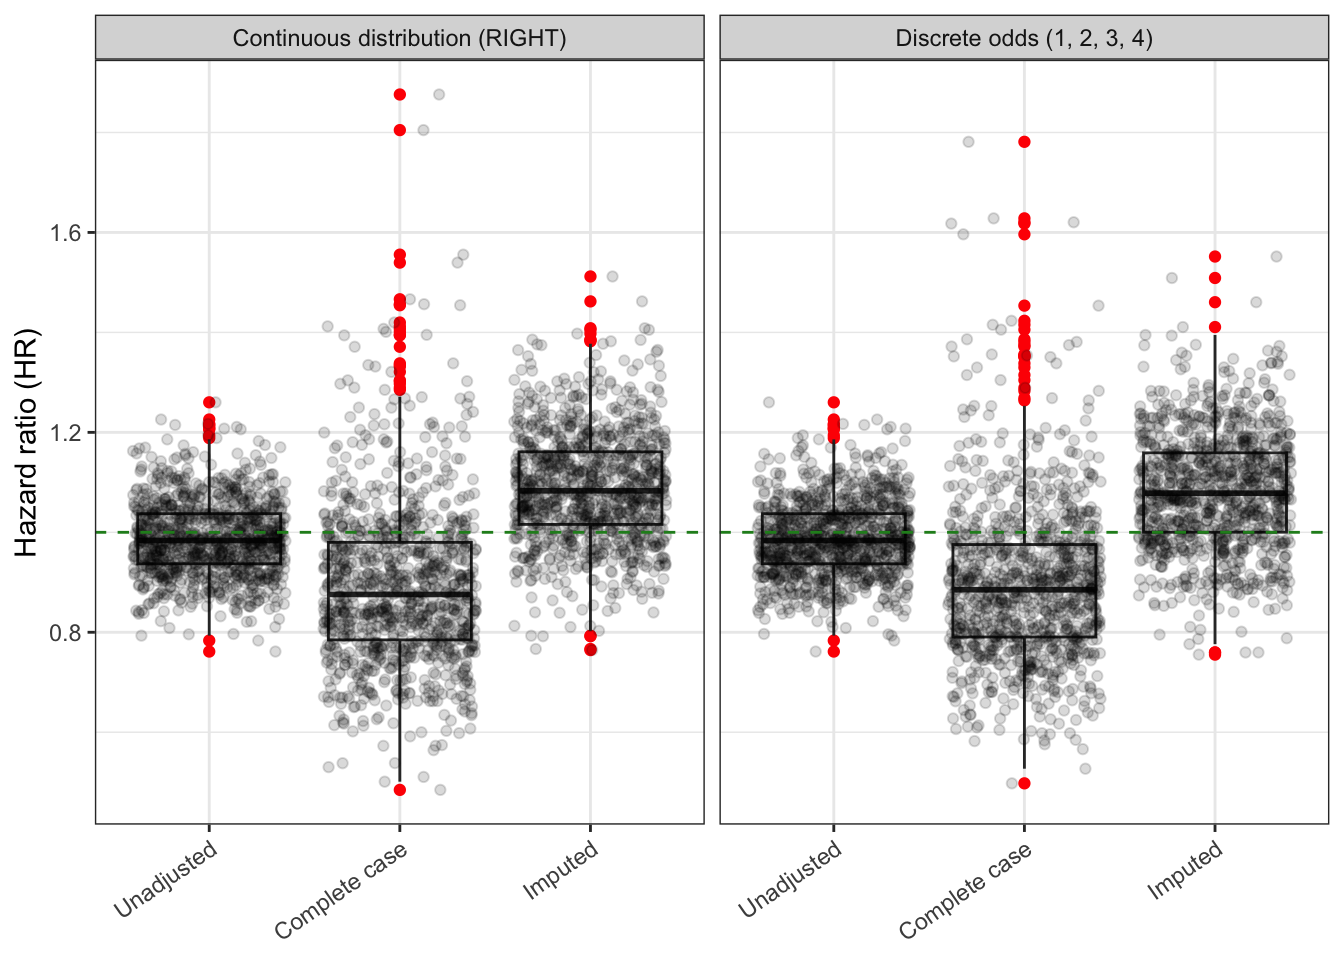 Continuous distribution (RIGHT)
Discrete odds (1, 2, 3, 4)
Hazard ratio (HR)
1.6
1.2
0.8
Unadjusted
Complete case
Imputed
Unadjusted
Complete case
Imputed